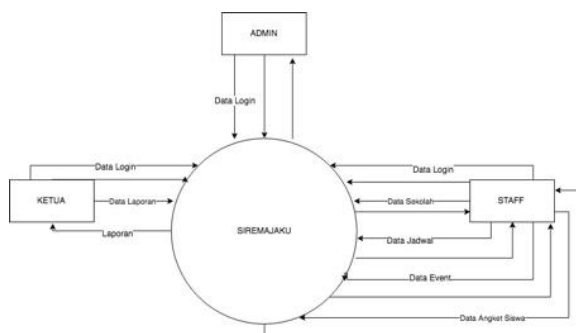 ADMIN
Data Login
Data Login
Data Login
KETUA
Data Laporan
Data Sekolah
STAFF
Laporan
SIREMAJAKU
Data Jadwal
Data Event
Data Angket Siswa